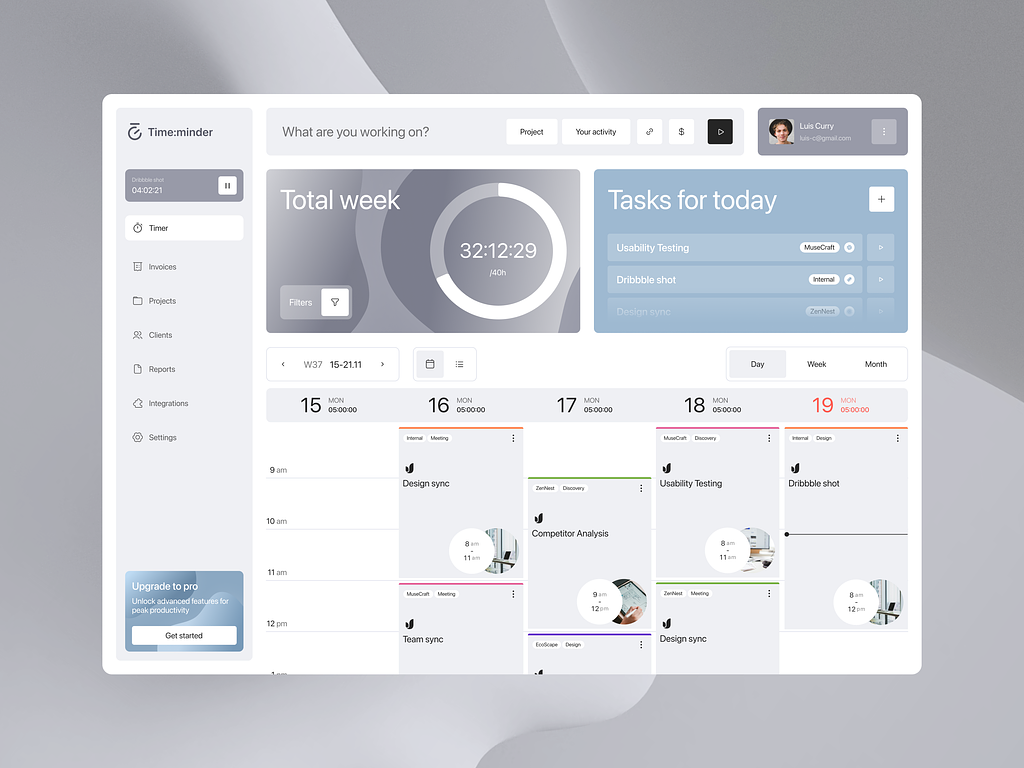 Time:minder
Dribbble shot
04:02:21
Timer
Invoices
Projects
Clients
Reports
Integrations
Settings
Upgrade to pro
Unlock advanced features for
peak productivity
Get started
What are you working on?
Project
Your activity
$
Luis Curry
luis-c@gmail.com
Total week
32:12:29
/40h
Filters
Tasks for today
+
Usability Testing
MuseCraft
Dribbble shot
Internal
Design sync
ZenNest
W37 15-21.11
Day
Week
Month
15 MON
05:00:00
16 MON
05:00:00
17 MON
05:00:00
18 MON
05:00:00
19 MON
05:00:00
9 am
10 am
11 am
12 pm
Internal Meeting
Design sync
8 am
-
11 am
MuseCraft Meeting
Team sync
ZenNest Discovery
Competitor Analysis
9 am
-
12 pm
EcoScape Design
MuseCraft Discovery
Usability Testing
8 am
-
11 am
ZenNest Meeting
Design sync
Internal Design
Dribbble shot
8 am
-
12 pm